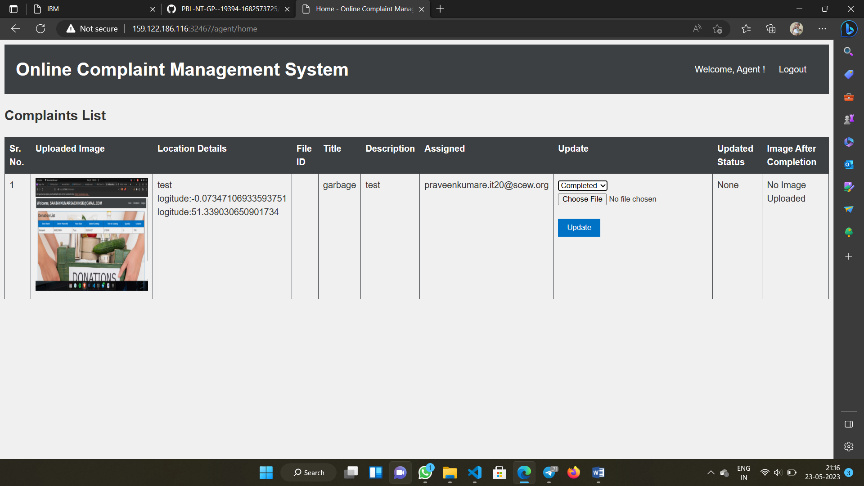 IBM
PBL-NT-GP--19394-1682573729
Home - Online Complaint Mana
Not secure
159.122.186.116:32467/agent/home
Online Complaint Management System
Welcome, Agent !
Logout
Complaints List
Sr. No.
Uploaded Image
Location Details
File ID
Title
Description
Assigned
Update
Updated Status
Image After Completion
1
DONATIONS
test
logitude:-0.07347106933593751
logitude:51.339030650901734
garbage
test
praveenkumare.it20@scew.org
Completed
Choose File No file chosen
Update
None
No Image
Uploaded
Search
ENG
IN
21:16
23-05-2023